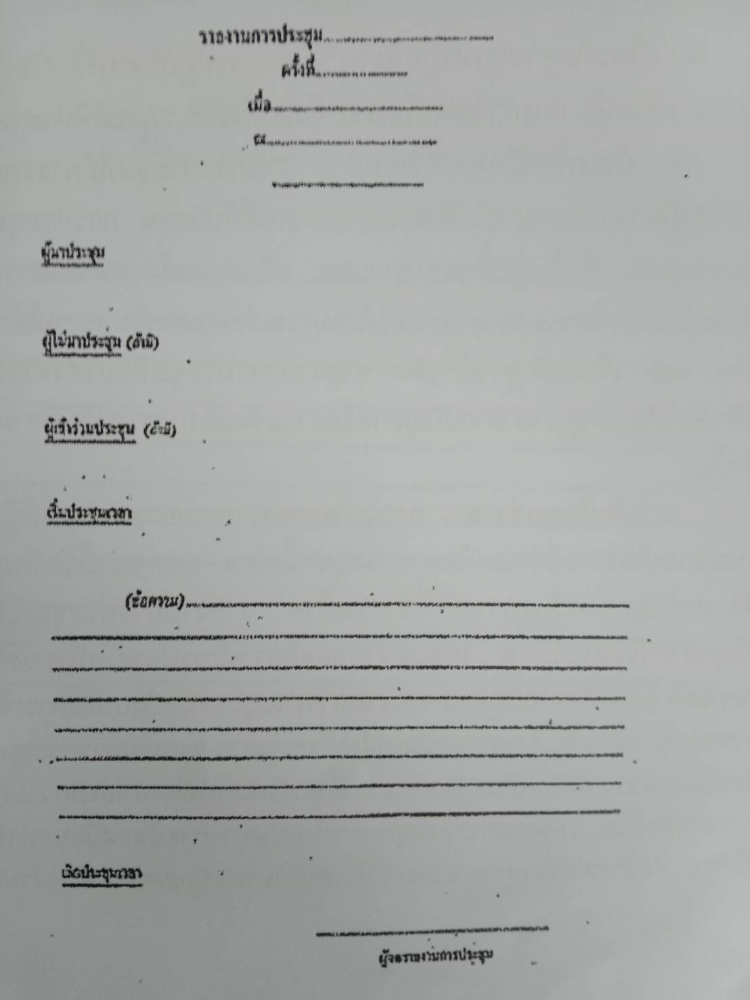 รายงานการประชุม
ครั้งที่
เมื่อ
ณ
ผู้มาประชุม
ผู้ไม่มาประชุม (ถ้ามี)
ผู้เข้าร่วมประชุม (ถ้ามี)
เริ่มประชุมเวลา
(ข้อความ)
เลิกประชุมเวลา
ผู้จดรายงานการประชุม